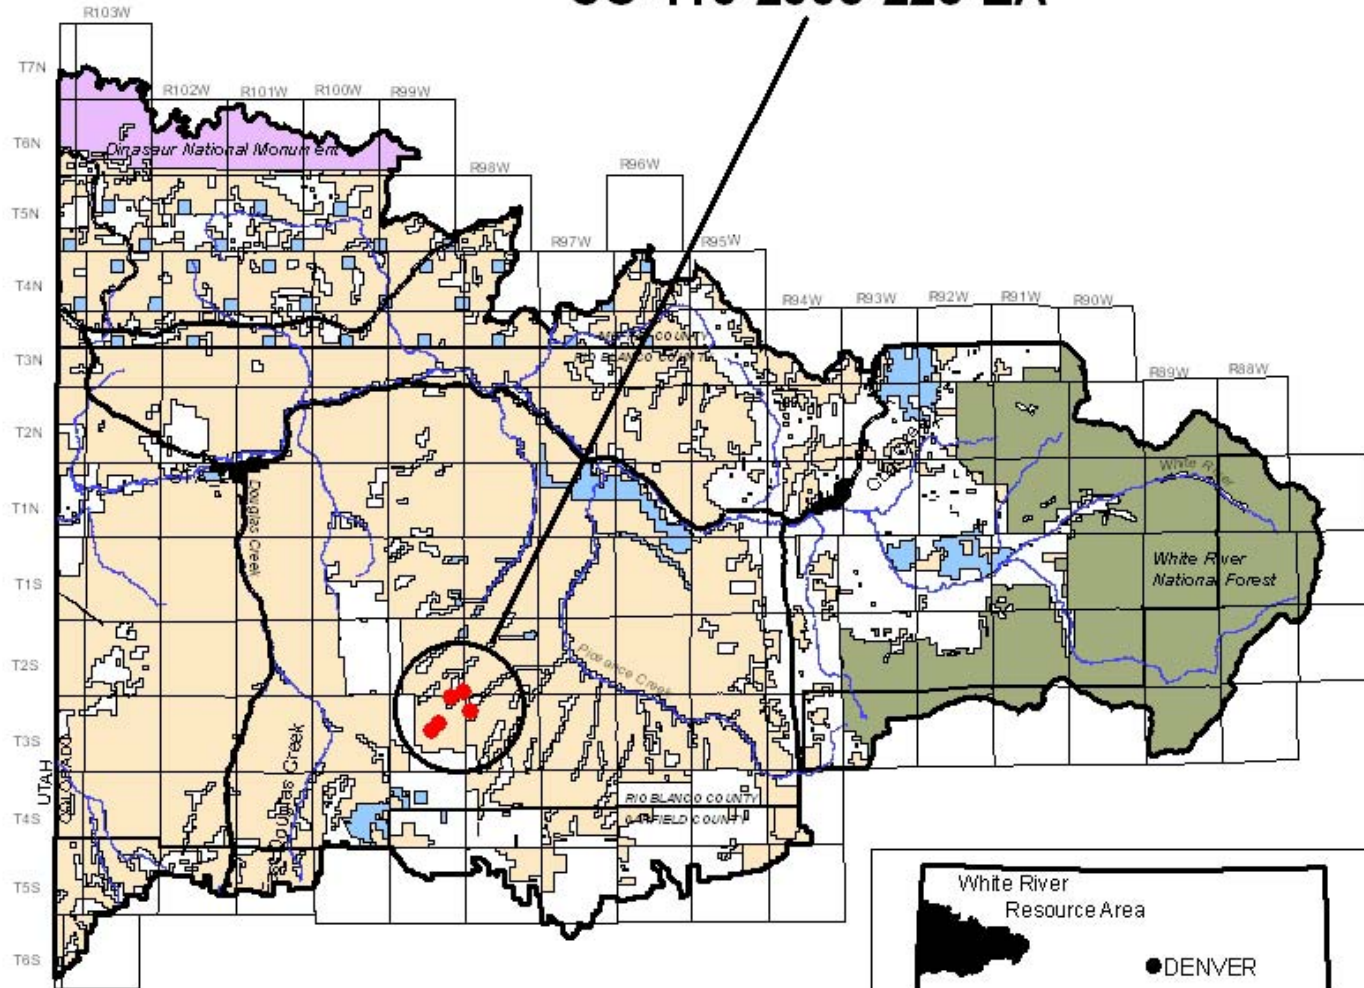 R103W
T7N
R102W
R101W
R100W
R99W
T6N
Dinasaur National Monument
R98W
R96W
T5N
R97W
R95W
T4N
R94W
R93W
R92W
R91W
R90W
MOFFAT COUNTY
T3N
RIO BLANCO COUNTY
R89W
R88W
T2N
White River
T1N
Douglas Creek
White River
National Forest
T1S
T2S
Piceance Creek
T3S
UTAH
COLORADO
Douglas Creek
RIO BLANCO COUNTY
GARFIELD COUNTY
T4S
T5S
White River
Resource Area
T6S
DENVER